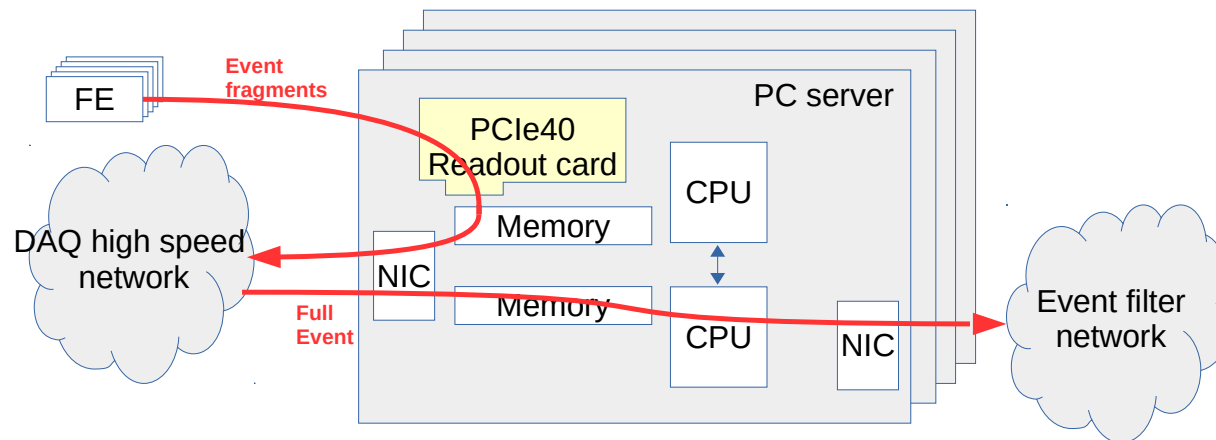 Event
fragments
FE
PC server
PCIe40
Readout card
CPU
Memory
DAQ high speed
network
NIC
Memory
Full
Event
CPU
NIC
Event filter
network